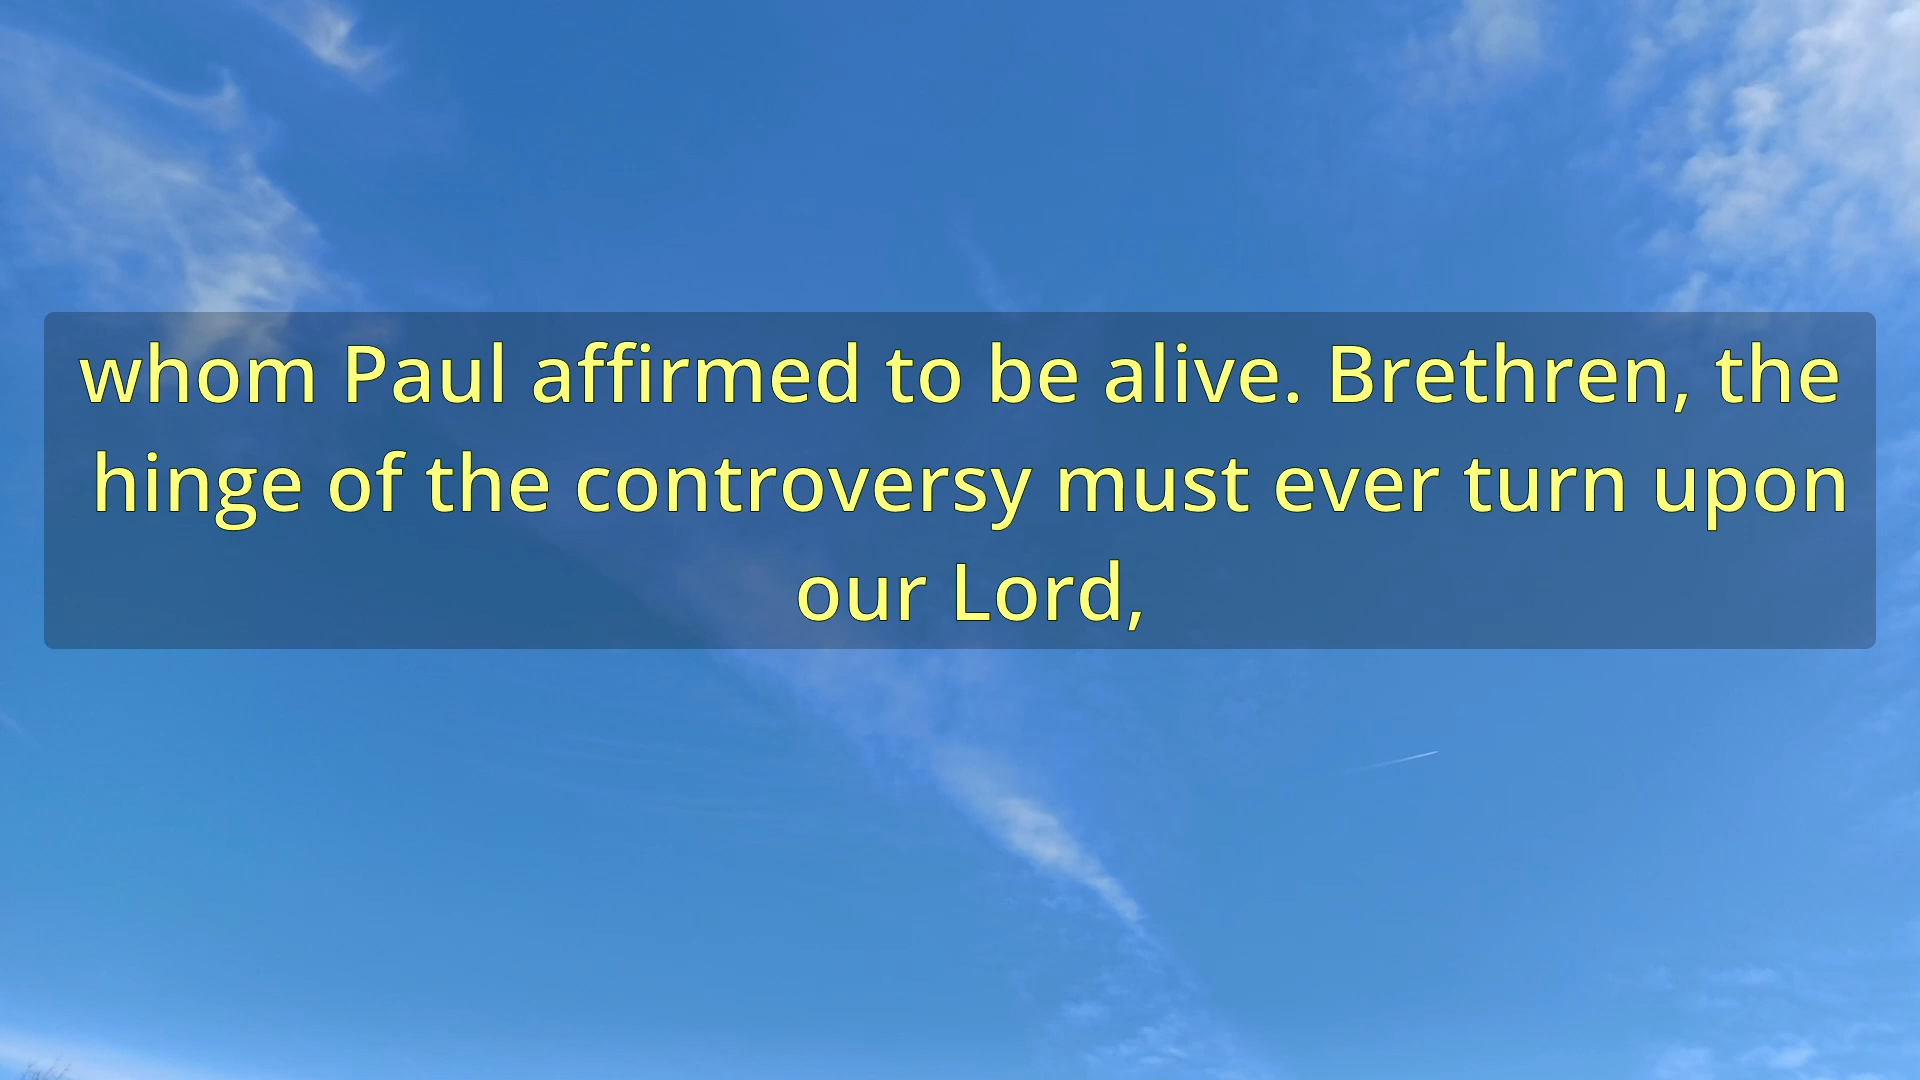 whom Paul affirmed to be alive. Brethren, the
hinge of the controversy must ever turn upon
our Lord,